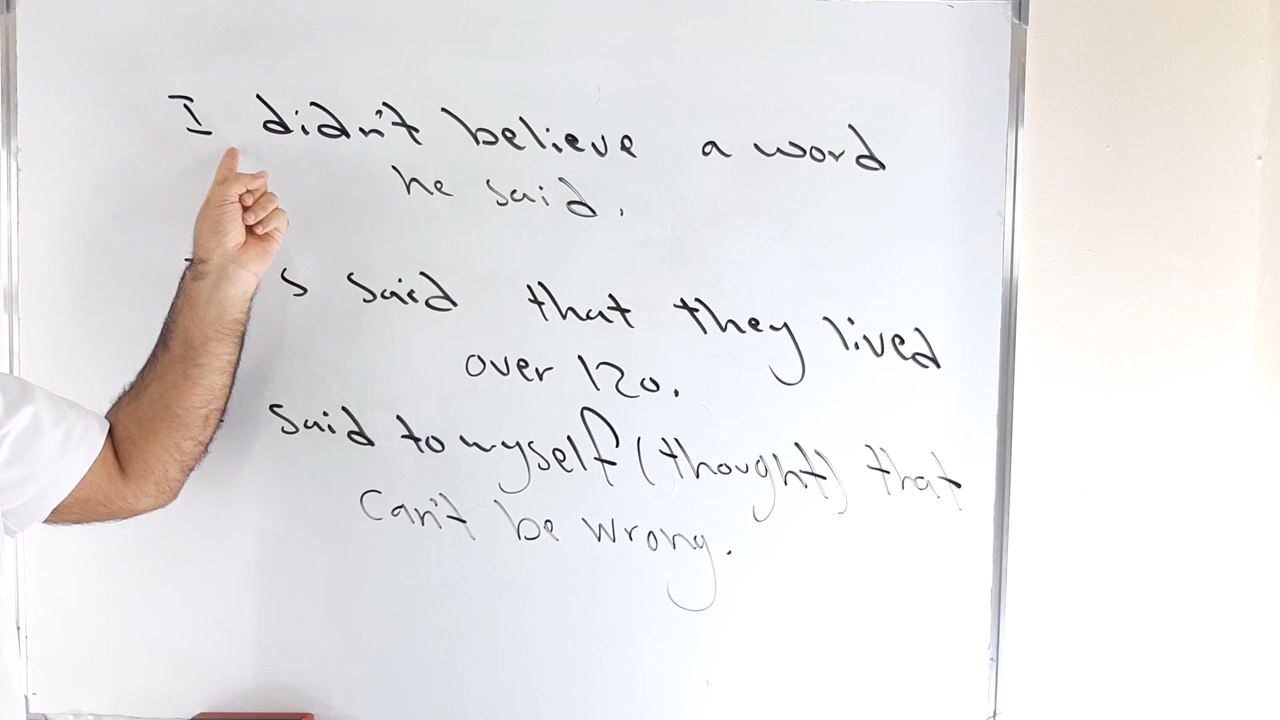 I didn't believe a word
he said.
s said that they lived
over 120.
said to myself (thought) that
can't be wrong.